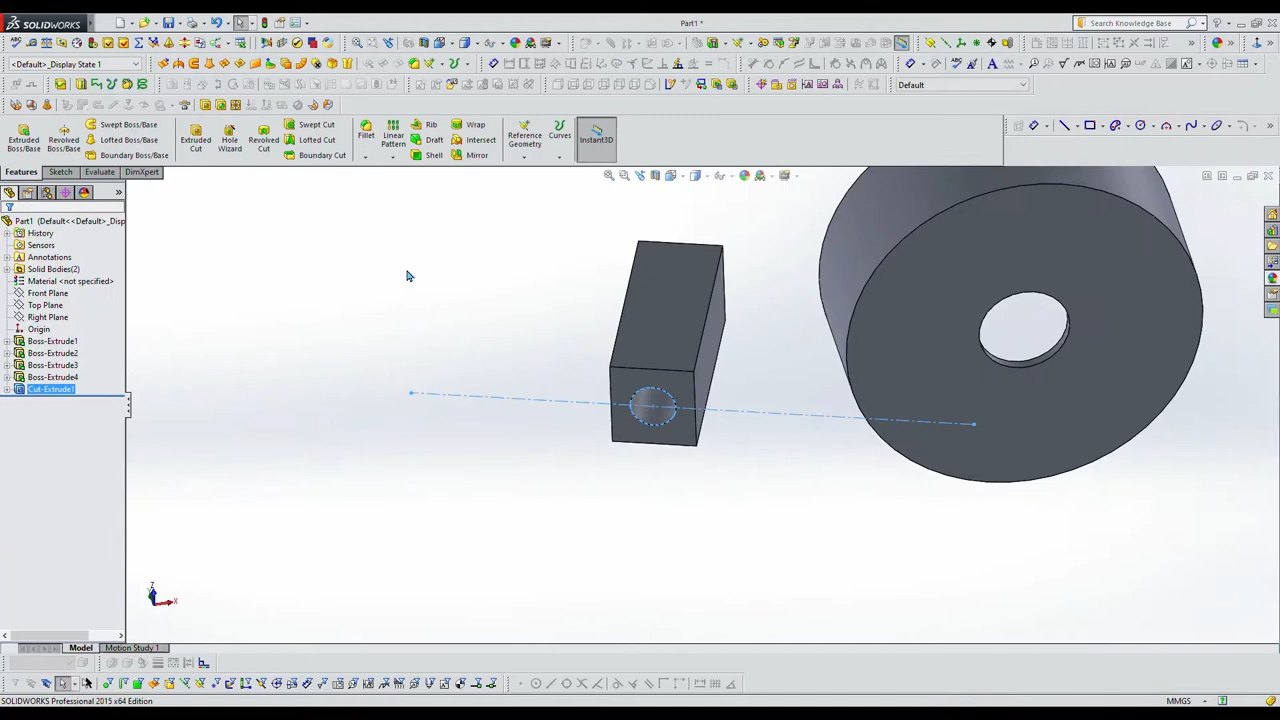 SOLIDWORKS
Part1 *
Search Knowledge Base
<Default>_Display State 1
Default
Extruded Boss/Base
Revolved Boss/Base
Swept Boss/Base
Lofted Boss/Base
Boundary Boss/Base
Extruded Cut
Hole Wizard
Revolved Cut
Swept Cut
Lofted Cut
Boundary Cut
Fillet
Linear Pattern
Rib
Draft
Shell
Wrap
Intersect
Mirror
Reference Geometry
Curves
Instant3D
Features
Sketch
Evaluate
DimXpert
Part1 (Default<<Default>_Disp
History
Sensors
Annotations
Solid Bodies(2)
Material <not specified>
Front Plane
Top Plane
Right Plane
Origin
Boss-Extrude1
Boss-Extrude2
Boss-Extrude3
Boss-Extrude4
Cut-Extrude1
Z
X
Model
Motion Study 1
SOLIDWORKS Professional 2015 x64 Edition
MMGS